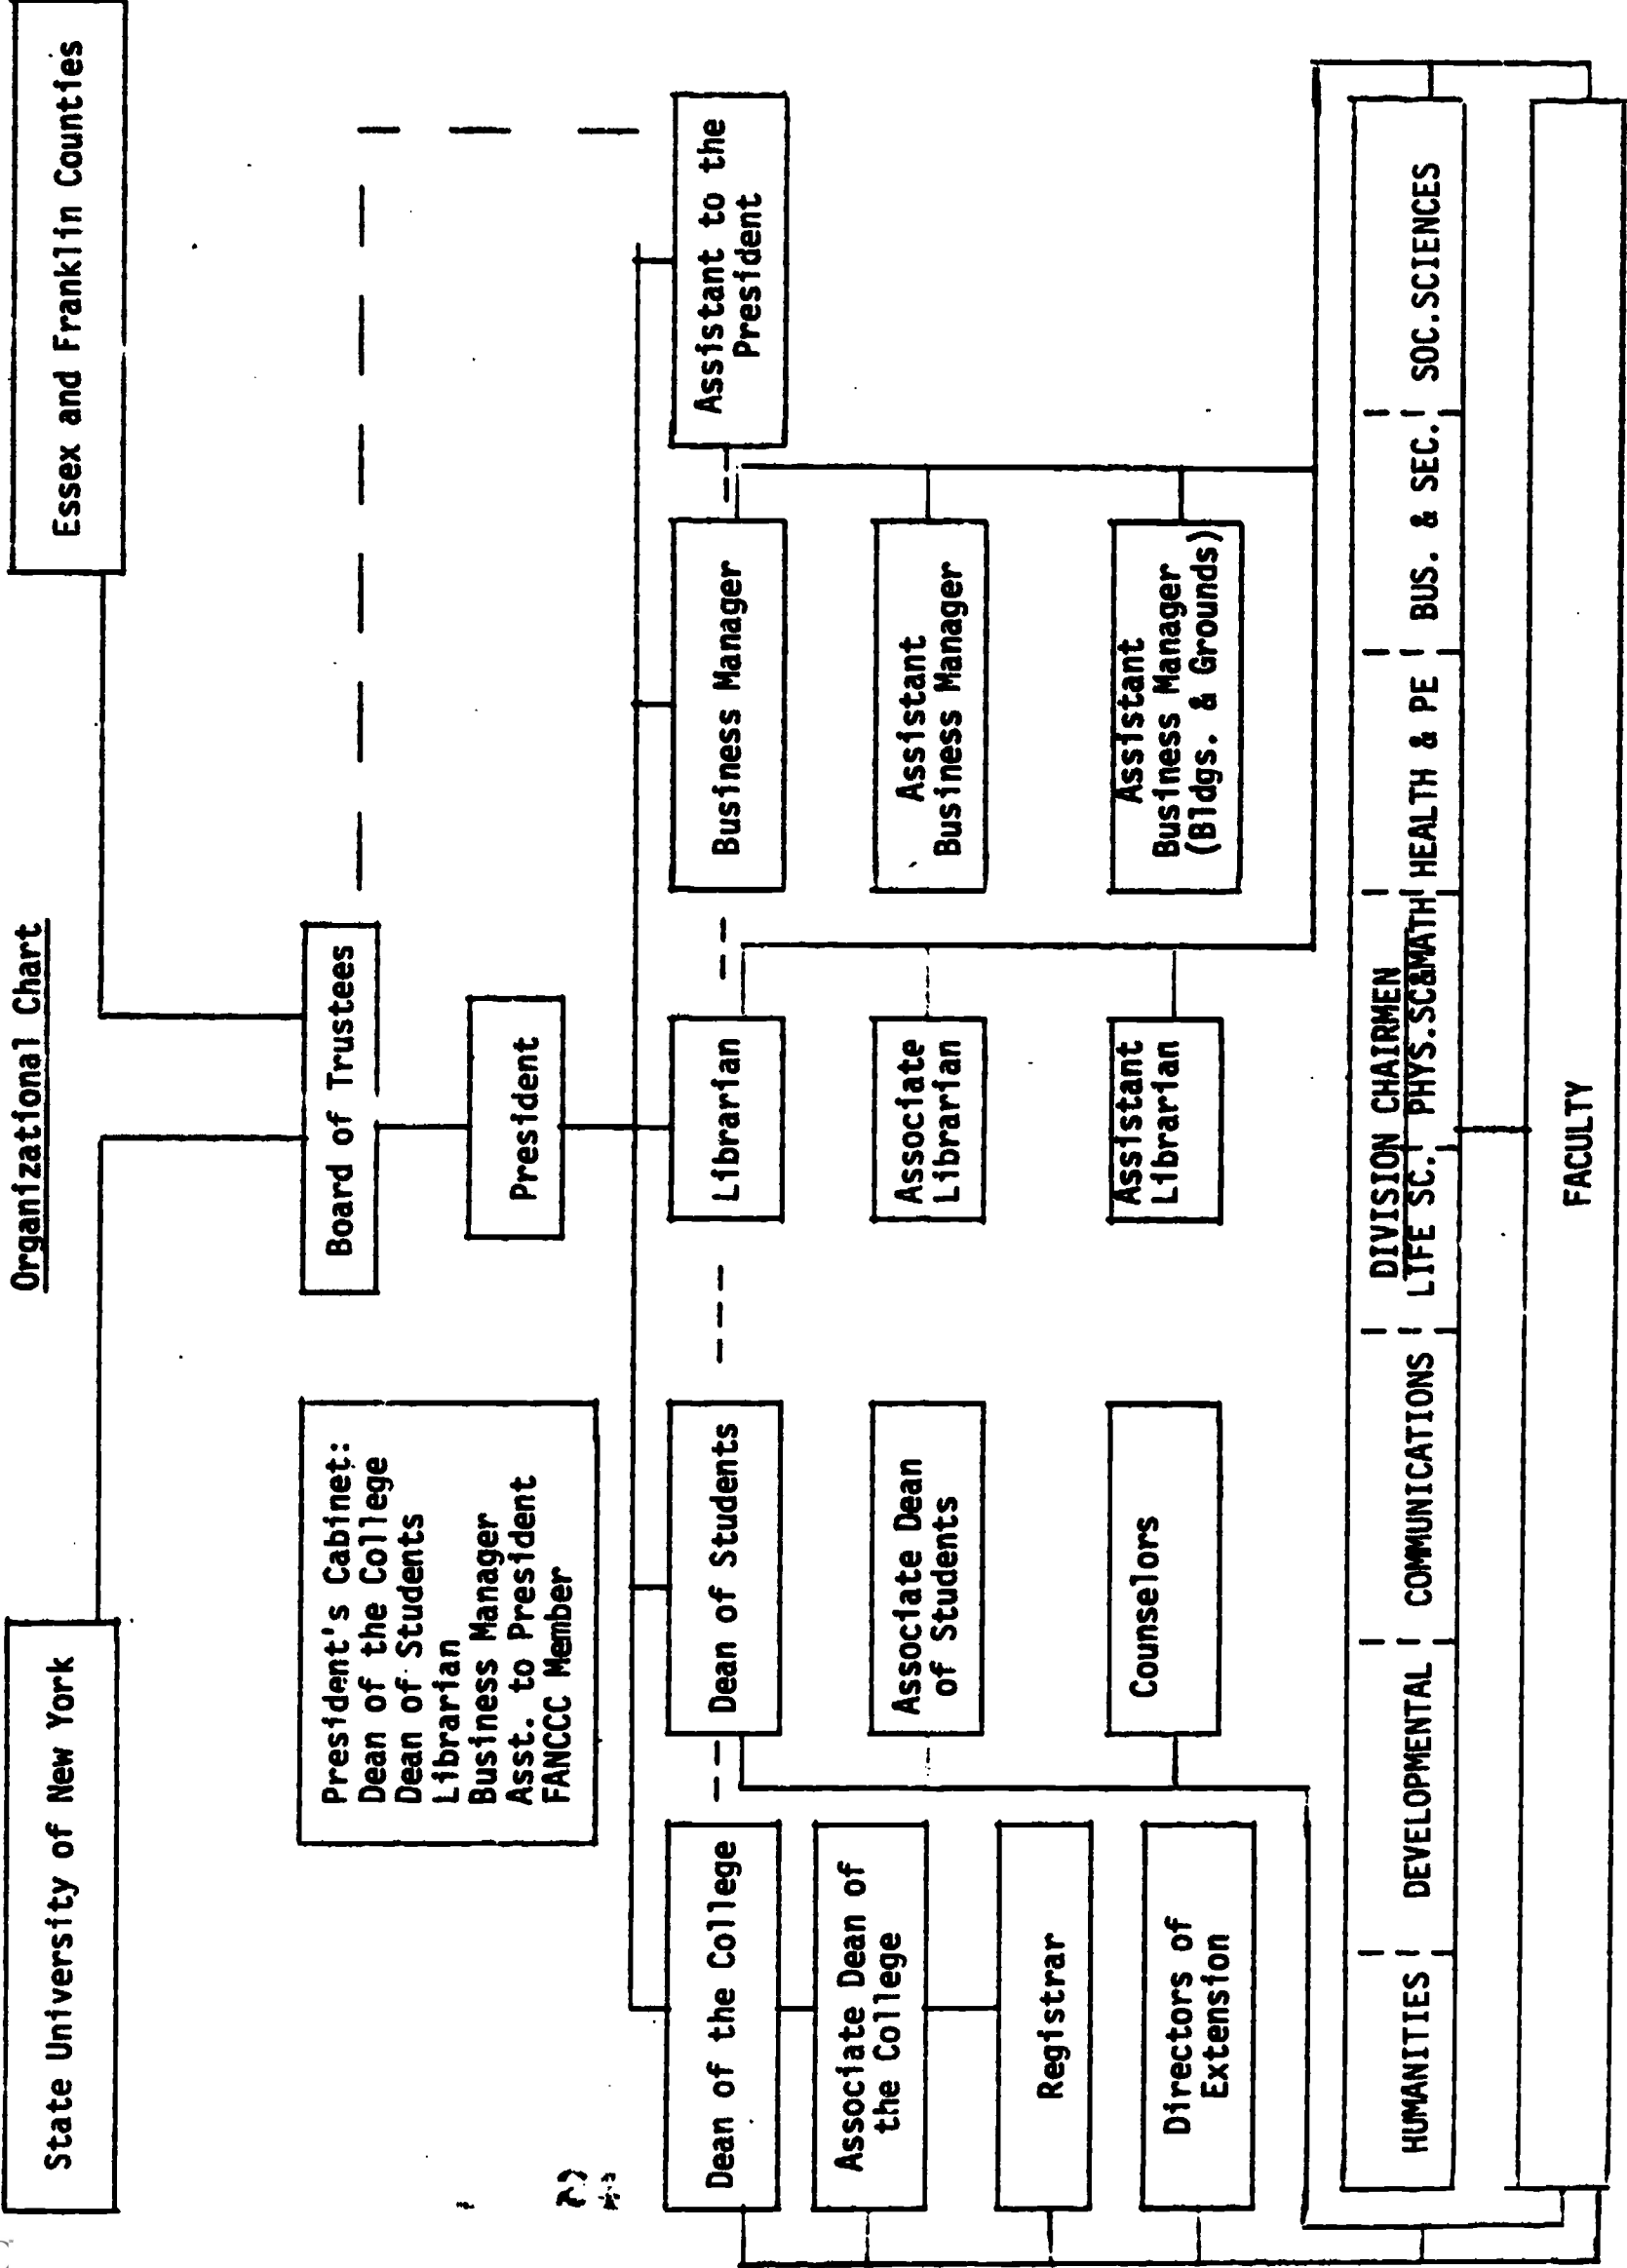 Organizational Chart
State University of New York
Essex and Franklin Counties
Board of Trustees
President's Cabinet:
Dean of the College
Dean of Students
Librarian
Business Manager
Asst. to President
FANCCC Member
President
Dean of the College
Dean of Students
Librarian
Business Manager
Assistant to the
President
Associate Dean of
the College
Associate Dean
of Students
Associate
Librarian
Assistant
Business Manager
Registrar
Directors of
Extension
Counselors
Assistant
Librarian
Assistant
Business Manager
(Bldgs. & Grounds)
DIVISION CHAIRMEN
HUMANITIES DEVELOPMENTAL COMMUNICATIONS LIFE SC. PHYS.SC&MATH HEALTH & PE BUS. & SEC. SOC.SCIENCES
FACULTY